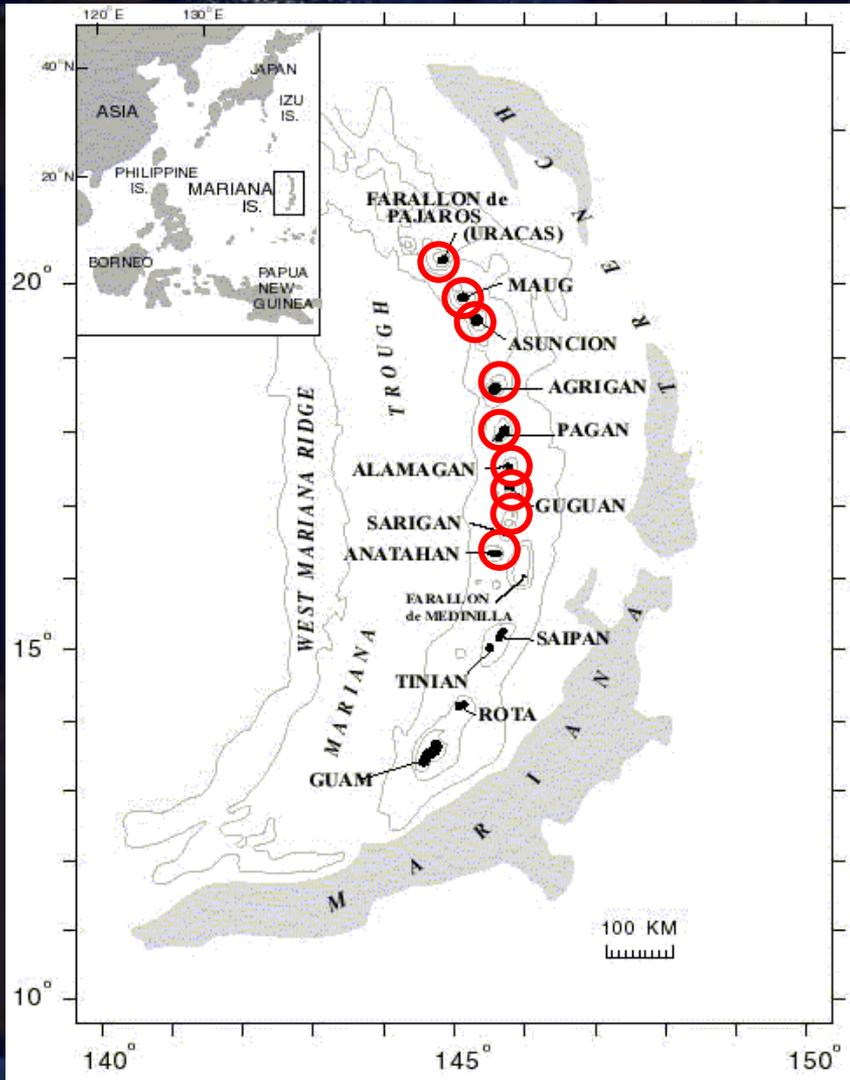 120° E
130° E
40° N
JAPAN
ASIA
IZU
IS.
20° N
PHILIPPINE
IS.
MARIANA
IS.
BORNEO
PAPUA
NEW
GUINEA
FARALLON de
PAJAROS
(URACAS)
20°
MAUG
ASUNCION
AGRIGAN
PAGAN
ALAMAGAN
GUGUAN
SARIGAN
ANATAHAN
FARALLON
de MEDINILLA
15°
SAIPAN
TINIAN
ROTA
GUAM
WEST MARIANA RIDGE
MARIANA TROUGH
MARIANA TRENCH
100 KM
10°
140°
145°
150°